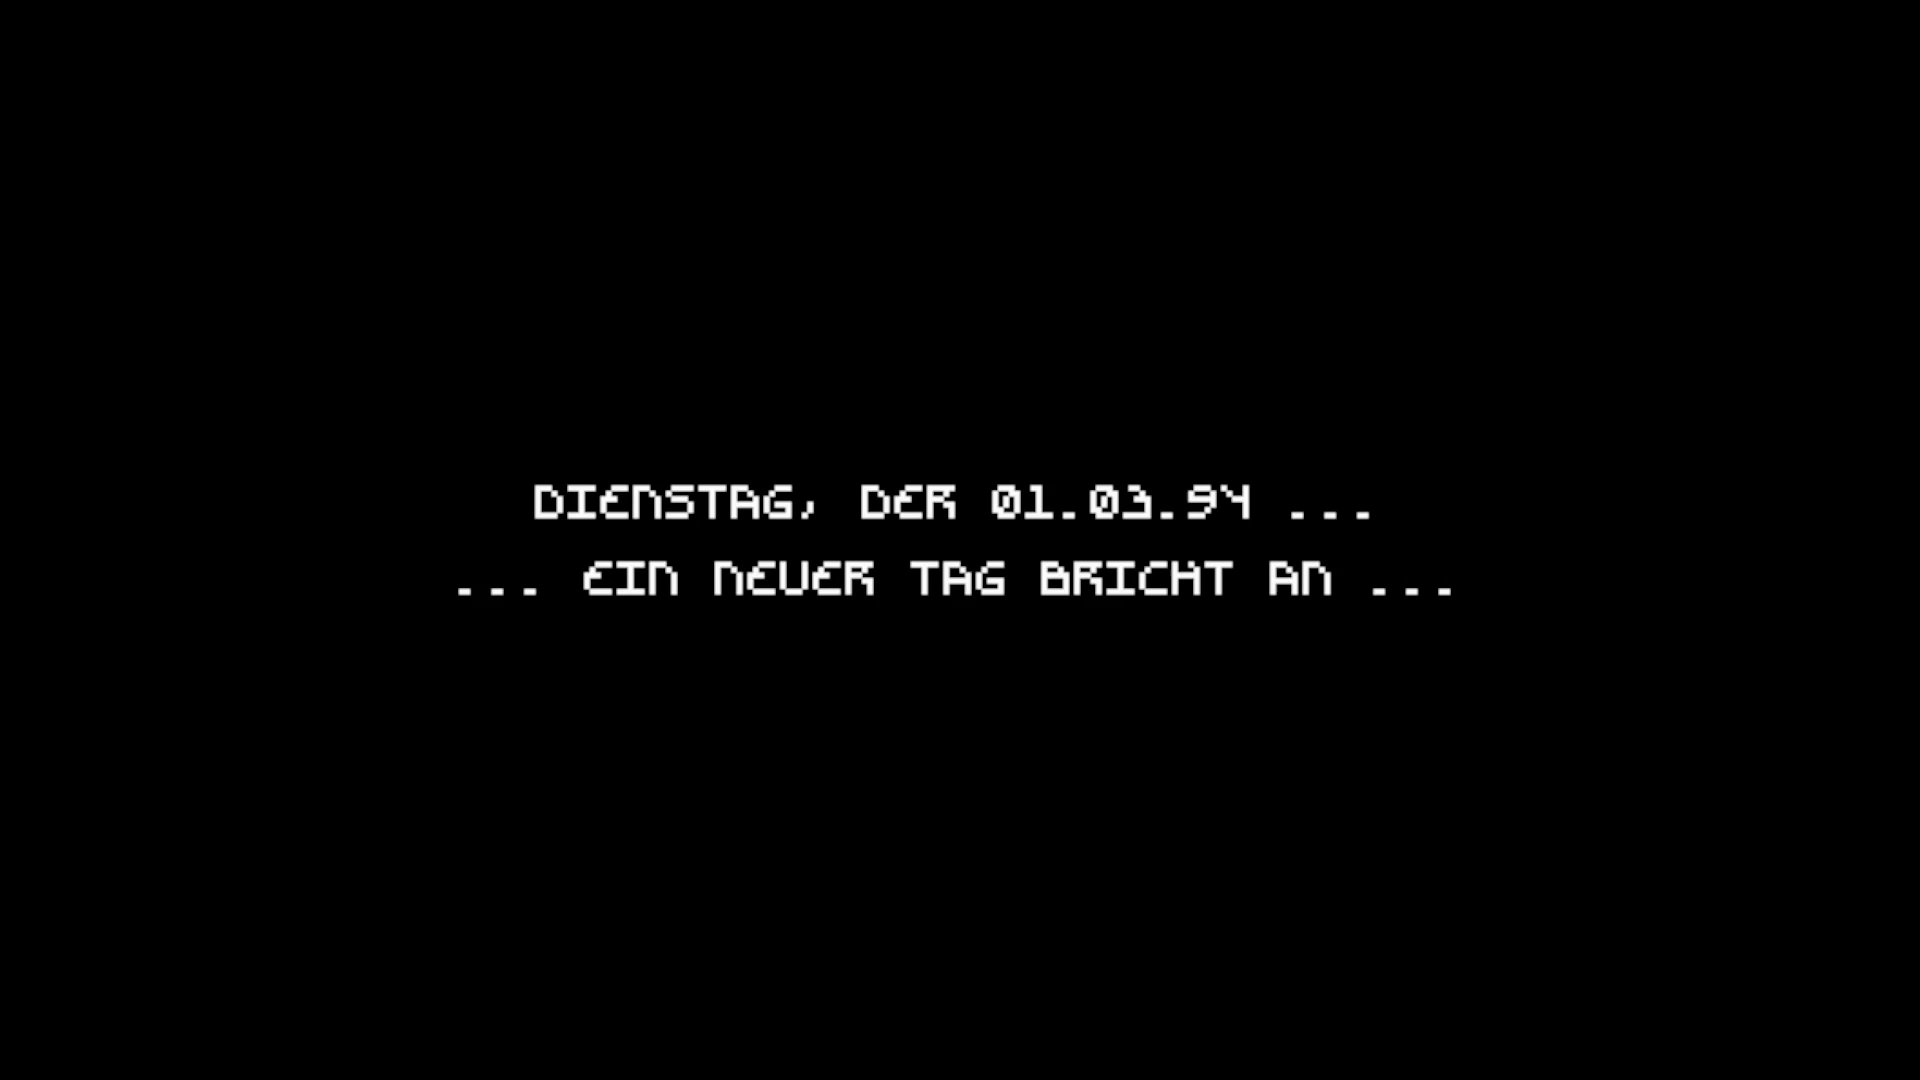 DIENSTAG, DER 01.03.94 ...
... EIN NEUER TAG BRICHT AN ...